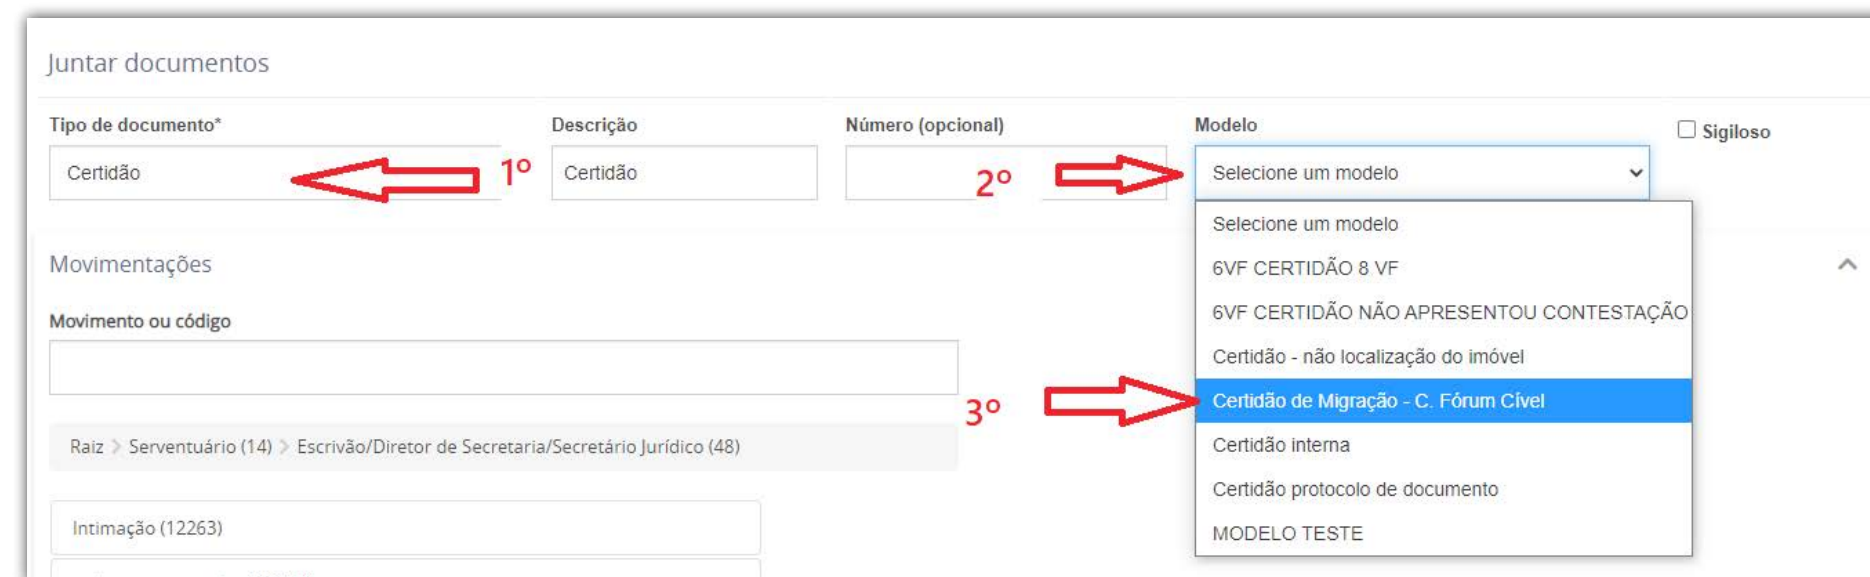 Juntar documentos
Tipo de documento*
Descrição
Número (opcional)
Modelo
Sigiloso
Certidão
1º
Certidão
2º
Selecione um modelo
Selecione um modelo
6VF CERTIDÃO 8 VF
6VF CERTIDÃO NÃO APRESENTOU CONTESTAÇÃO
Certidão - não localização do imóvel
3º
Certidão de Migração - C. Fórum Cível
Certidão interna
Certidão protocolo de documento
MODELO TESTE
Movimentações
Movimento ou código
Raiz > Serventuário (14) > Escrivão/Diretor de Secretaria/Secretário Jurídico (48)
Intimação (12263)